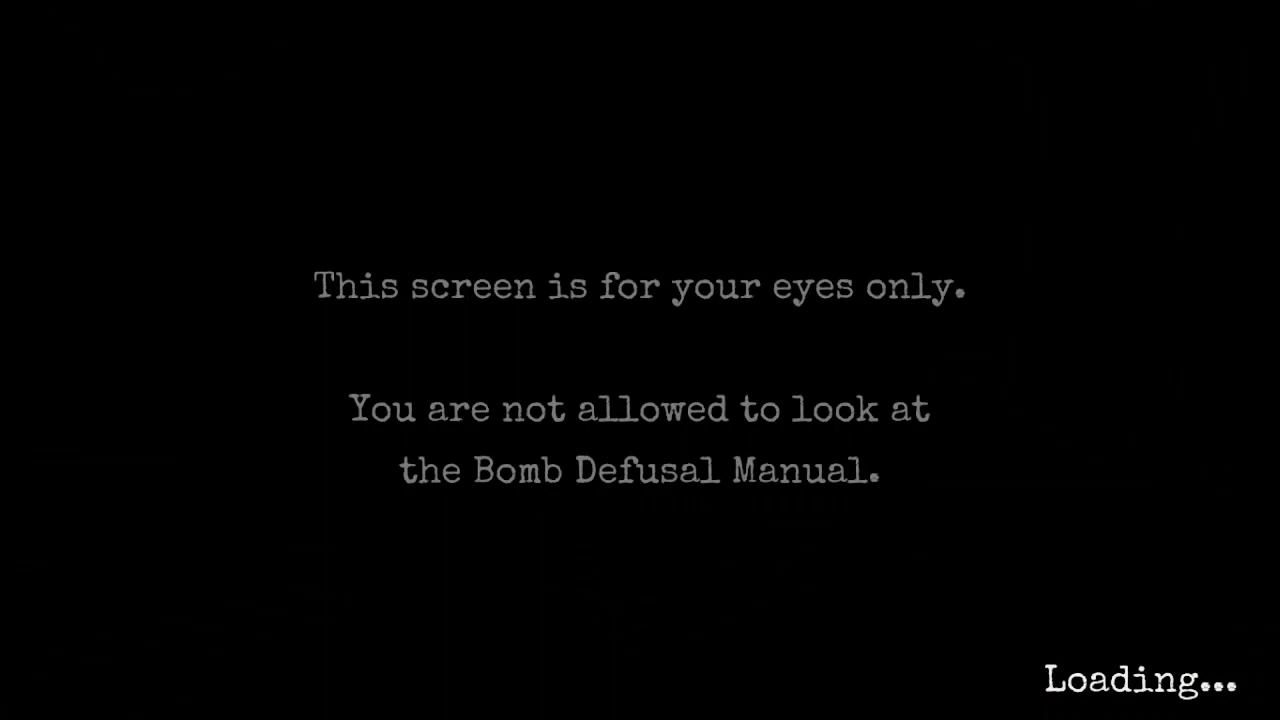 This screen is for your eyes only.
You are not allowed to look at
the Bomb Defusal Manual.
Loading...